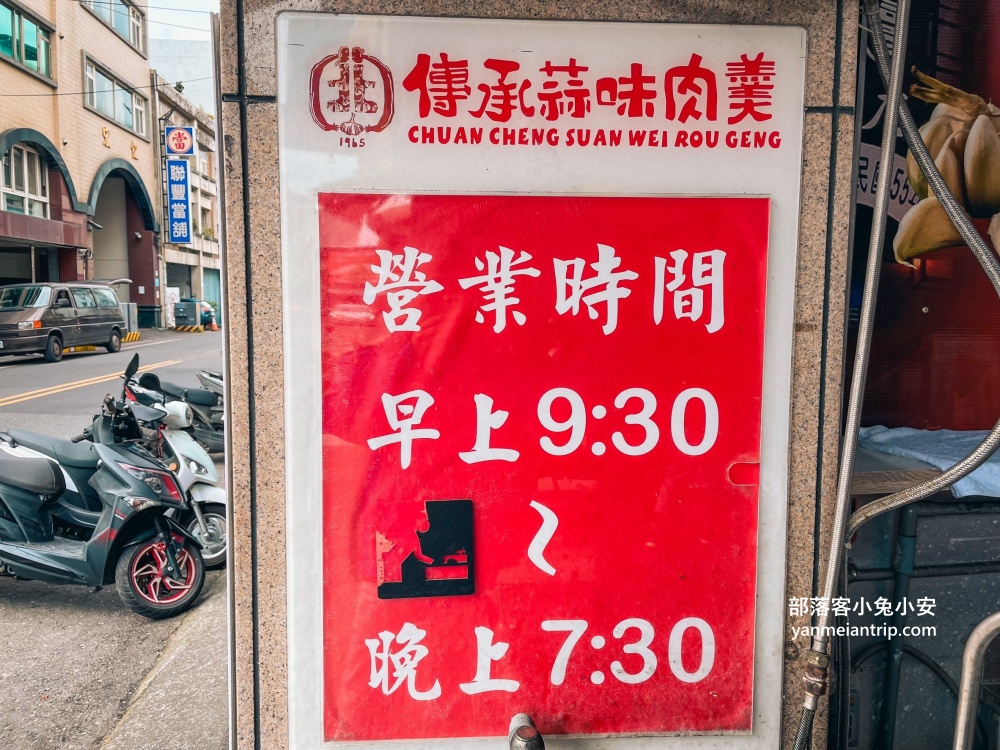 傳承蒜味肉羹
CHUAN CHENG SUAN WEI ROU GENG
1965
營業時間
早上9:30
～
晚上7:30
當
聯豐當舖
部落客小兔小安
yanmeiantrip.com